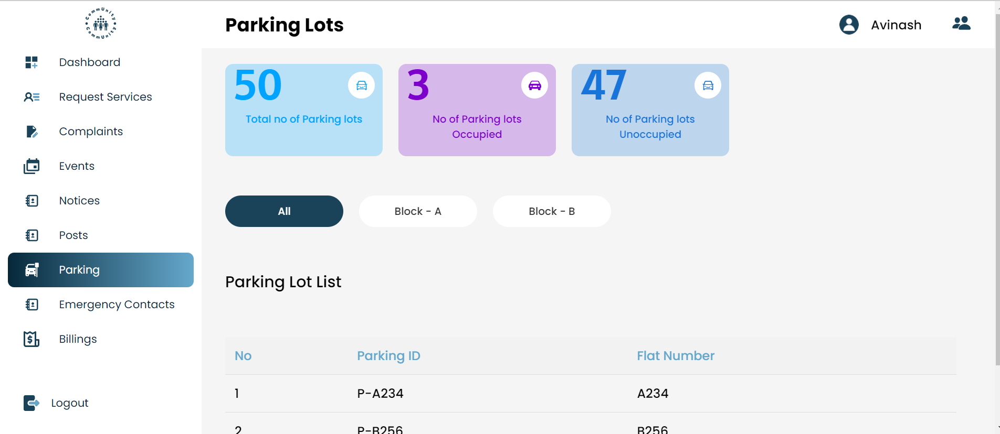 CommUnity
CommUnity
Parking Lots
Avinash
Dashboard
Request Services
Complaints
Events
Notices
Posts
Parking
Emergency Contacts
Billings
Logout
50
Total no of Parking lots
3
No of Parking lots
Occupied
47
No of Parking lots
Unoccupied
All
Block - A
Block - B
Parking Lot List
No Parking ID Flat Number
1 P-A234 A234
2 P-B256 B256